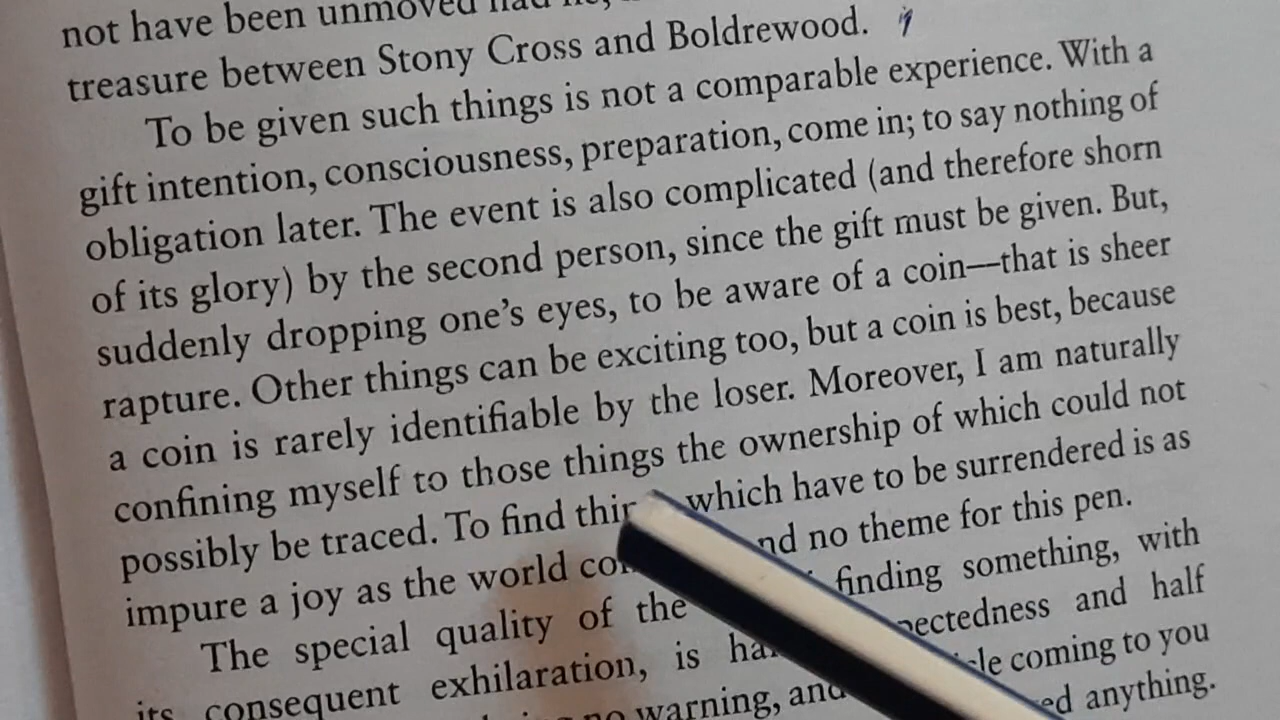 not have been unmoved had he,
treasure between Stony Cross and Boldrewood.
To be given such things is not a comparable experience. With a
gift intention, consciousness, preparation, come in; to say nothing of
obligation later. The event is also complicated (and therefore shorn
of its glory) by the second person, since the gift must be given. But,
suddenly dropping one's eyes, to be aware of a coin—that is sheer
rapture. Other things can be exciting too, but a coin is best, because
a coin is rarely identifiable by the loser. Moreover, I am naturally
confining myself to those things the ownership of which could not
possibly be traced. To find which have to be surrendered is as
impure a joy as the world no theme for this pen.
The special quality of the finding something, with
its consequent exhilaration, is and half
no warning, and coming to you
anything.